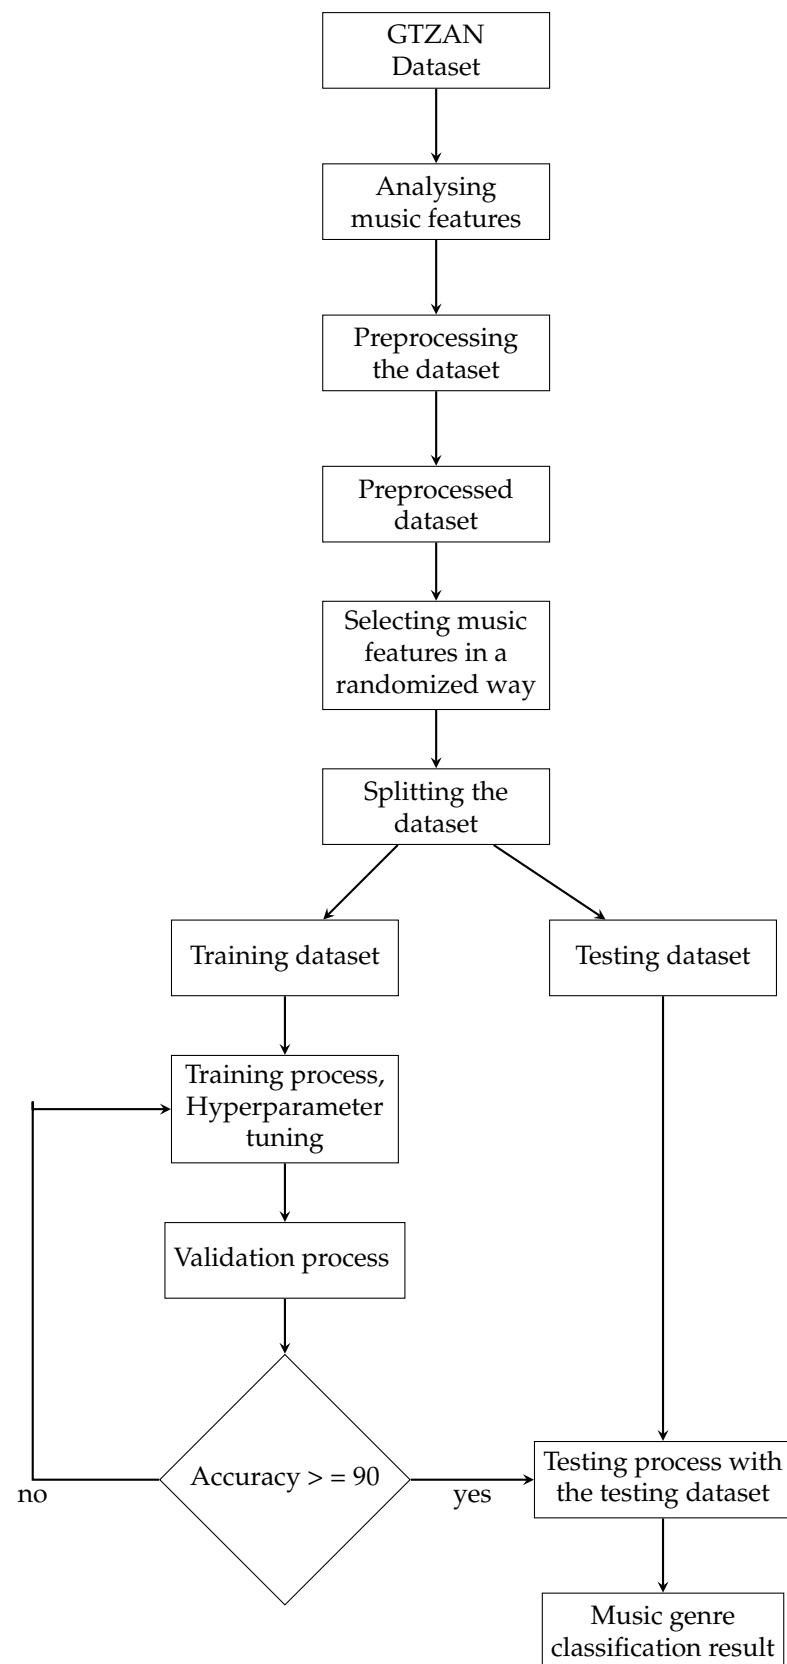 GTZAN
Dataset
Analysing
music features
Preprocessing
the dataset
Preprocessed
dataset
Selecting music
features in a
randomized way
Splitting the
dataset
Training dataset
Testing dataset
Training process,
Hyperparameter
tuning
Validation process
Accuracy > = 90
no
yes
Testing process with
the testing dataset
Music genre
classification result